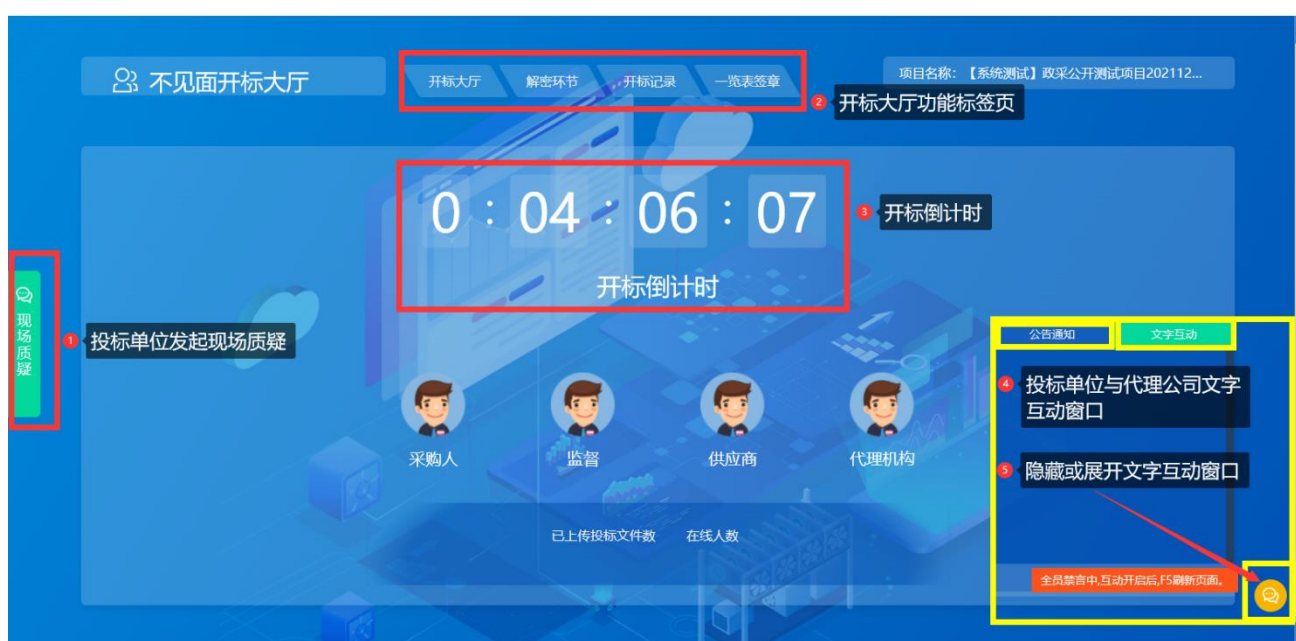 不见面开标大厅
开标大厅 解密环节 开标记录 一览表签章
项目名称：【系统测试】政采公开测试项目202112...
2 开标大厅功能标签页
0 : 04 : 06 : 07
3 开标倒计时
开标倒计时
现场质疑
1 投标单位发起现场质疑
公告通知 文字互动
4 投标单位与代理公司文字
互动窗口
采购人 监督 供应商 代理机构
5 隐藏或展开文字互动窗口
已上传投标文件数 在线人数
全员禁言中,互动开启后,F5刷新页面。